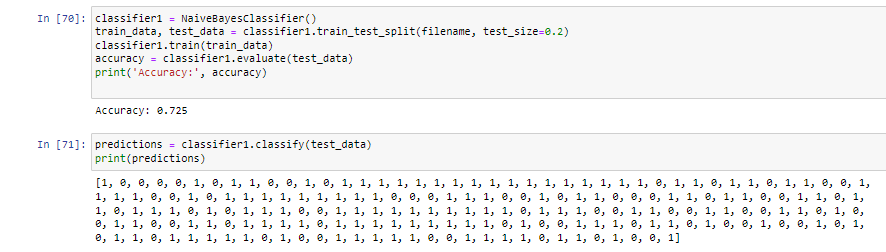 In [70]: classifier1 = NaiveBayesClassifier()
train_data, test_data = classifier1.train_test_split(filename, test_size=0.2)
classifier1.train(train_data)
accuracy = classifier1.evaluate(test_data)
print('Accuracy:', accuracy)
Accuracy: 0.725
In [71]: predictions = classifier1.classify(test_data)
print(predictions)
[1, 0, 0, 0, 0, 1, 0, 1, 1, 0, 0, 1, 0, 1, 1, 1, 1, 1, 1, 1, 1, 1, 1, 1, 1, 1, 1, 1, 1, 1, 0, 1, 1, 0, 1, 1, 0, 1, 1, 0, 0, 1,
1, 1, 1, 0, 0, 1, 0, 1, 1, 1, 1, 1, 1, 1, 1, 0, 0, 0, 1, 1, 1, 0, 0, 1, 0, 1, 1, 0, 0, 0, 1, 1, 0, 1, 1, 0, 0, 1, 1, 0, 1,
1, 0, 1, 1, 1, 0, 1, 0, 1, 1, 1, 0, 0, 1, 1, 1, 1, 1, 1, 1, 1, 1, 1, 0, 1, 1, 1, 0, 0, 1, 1, 0, 0, 1, 1, 0, 0, 1, 1, 0, 1, 0,
0, 1, 1, 0, 0, 1, 0, 1, 1, 0, 1, 1, 1, 0, 1, 1, 1, 1, 1, 1, 1, 1, 0, 1, 0, 0, 1, 1, 1, 0, 1, 1, 0, 1, 0, 0, 1, 0, 0, 1, 0, 1,
0, 1, 1, 0, 1, 1, 1, 1, 1, 0, 1, 0, 0, 1, 1, 1, 1, 1, 0, 0, 1, 1, 1, 1, 0, 1, 1, 0, 1, 0, 0, 1]